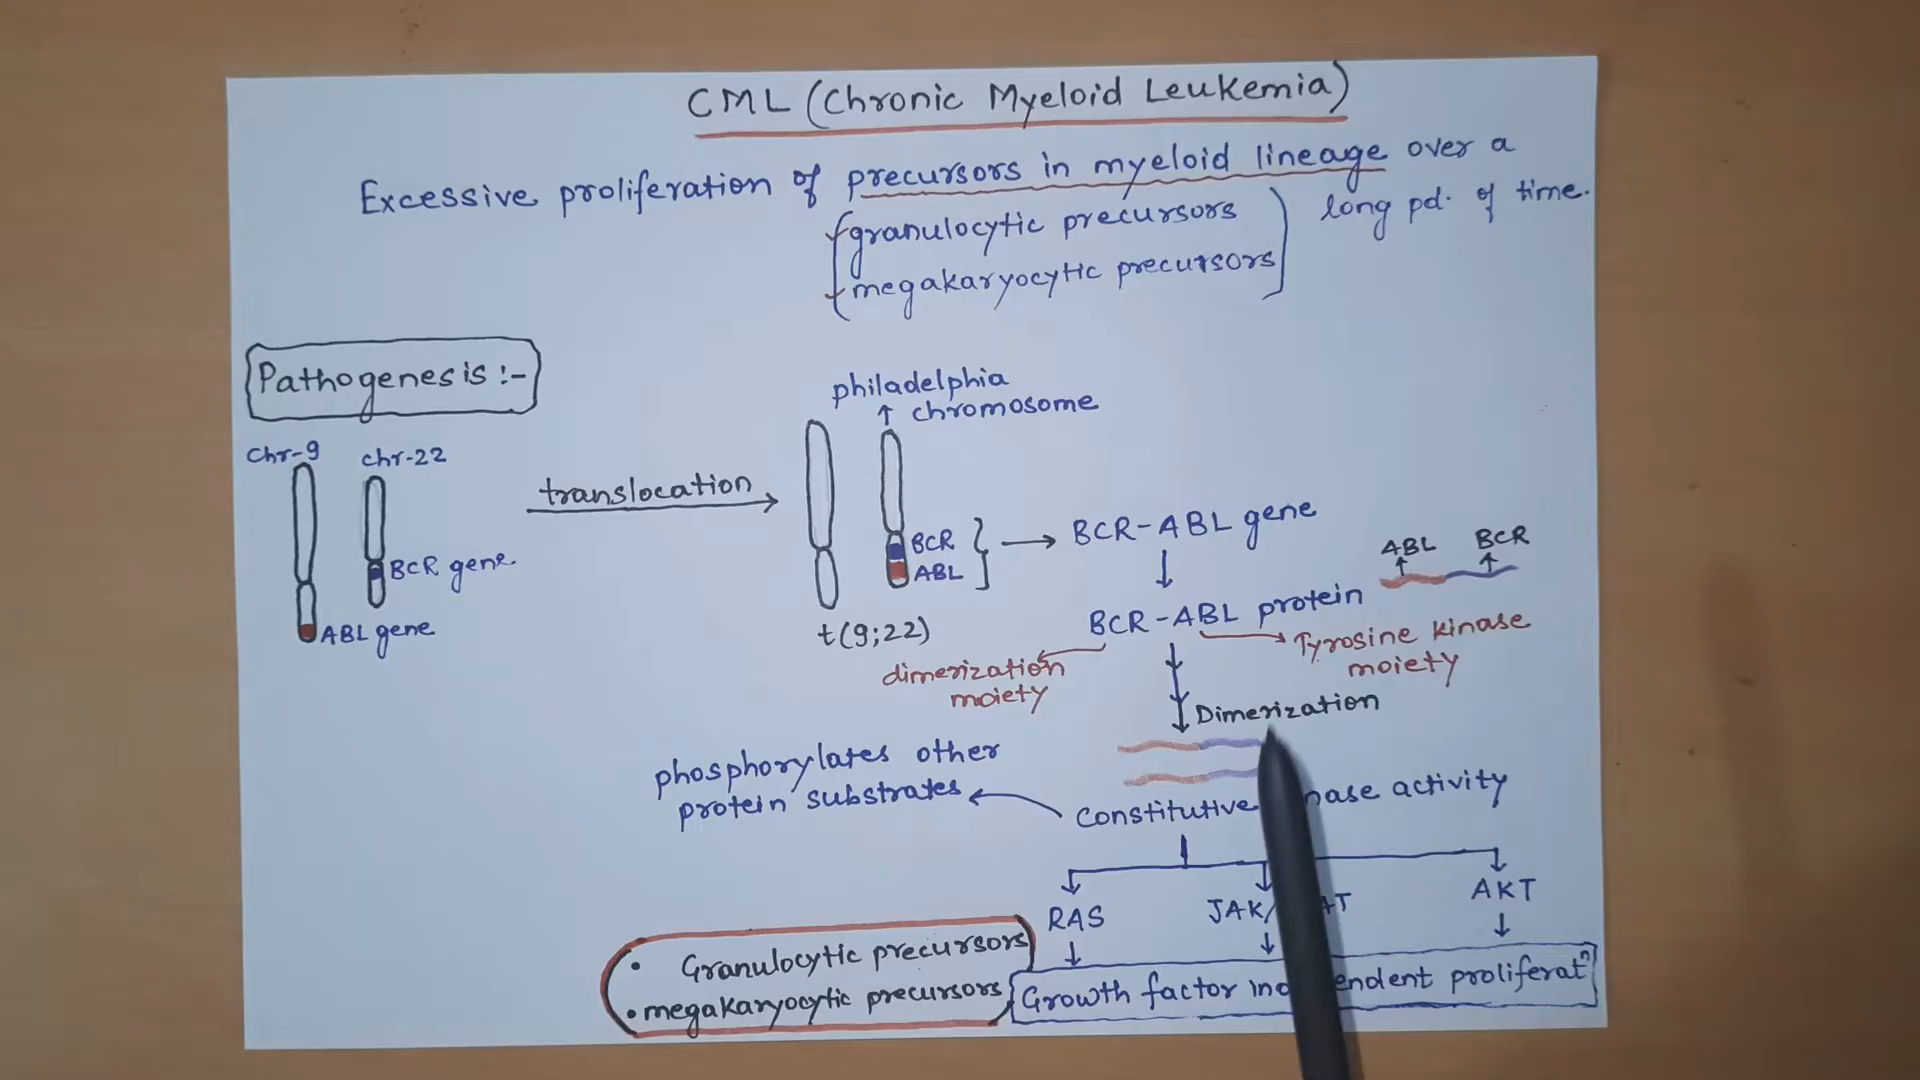 CML (Chronic Myeloid Leukemia)
Excessive proliferation of precursors in myeloid lineage over a
long pd. of time.
granulocytic precursors
megakaryocytic precursors
Pathogenesis :-
philadelphia
chromosome
Chr-9
chr-22
translocation
BCR gene.
ABL gene
BCR
ABL
t(9;22)
BCR-ABL gene
ABL
BCR
BCR-ABL protein
Tyrosine kinase
moiety
dimerization
moiety
Dimerization
phosphorylates other
protein substrates
Constitutive activity
RAS
AKT
• Granulocytic precursors
• megakaryocytic precursors
Growth factor proliferatn